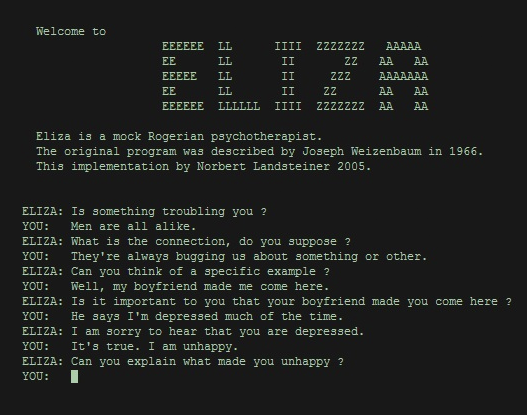 Welcome to
EEEEEE LL IIII ZZZZZZZ AAAAA
EE LL II ZZ AA AA
EEEEE LL II ZZZ AAAAAAA
EE LL II ZZ AA AA
EEEEEE LLLLLL IIII ZZZZZZZ AA AA
Eliza is a mock Rogerian psychotherapist.
The original program was described by Joseph Weizenbaum in 1966.
This implementation by Norbert Landsteiner 2005.
ELIZA: Is something troubling you ?
YOU: Men are all alike.
ELIZA: What is the connection, do you suppose ?
YOU: They're always bugging us about something or other.
ELIZA: Can you think of a specific example ?
YOU: Well, my boyfriend made me come here.
ELIZA: Is it important to you that your boyfriend made you come here ?
YOU: He says I'm depressed much of the time.
ELIZA: I am sorry to hear that you are depressed.
YOU: It's true. I am unhappy.
ELIZA: Can you explain what made you unhappy ?
YOU: